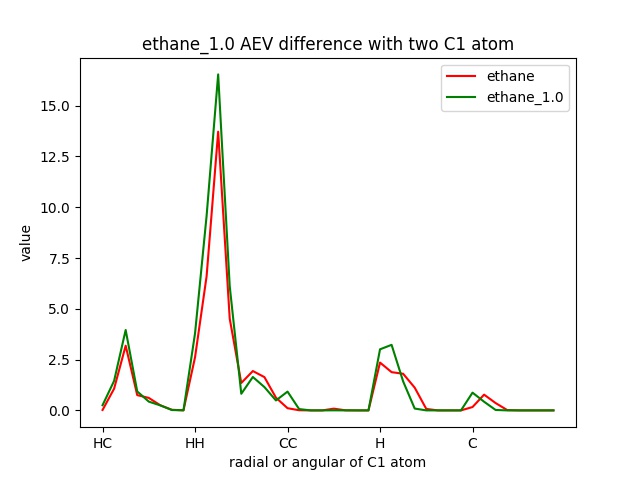 ethane_1.0 AEV difference with two C1 atom
ethane
ethane_1.0
15.0
12.5
10.0
7.5
5.0
2.5
0.0
value
HC HH CC H C
radial or angular of C1 atom